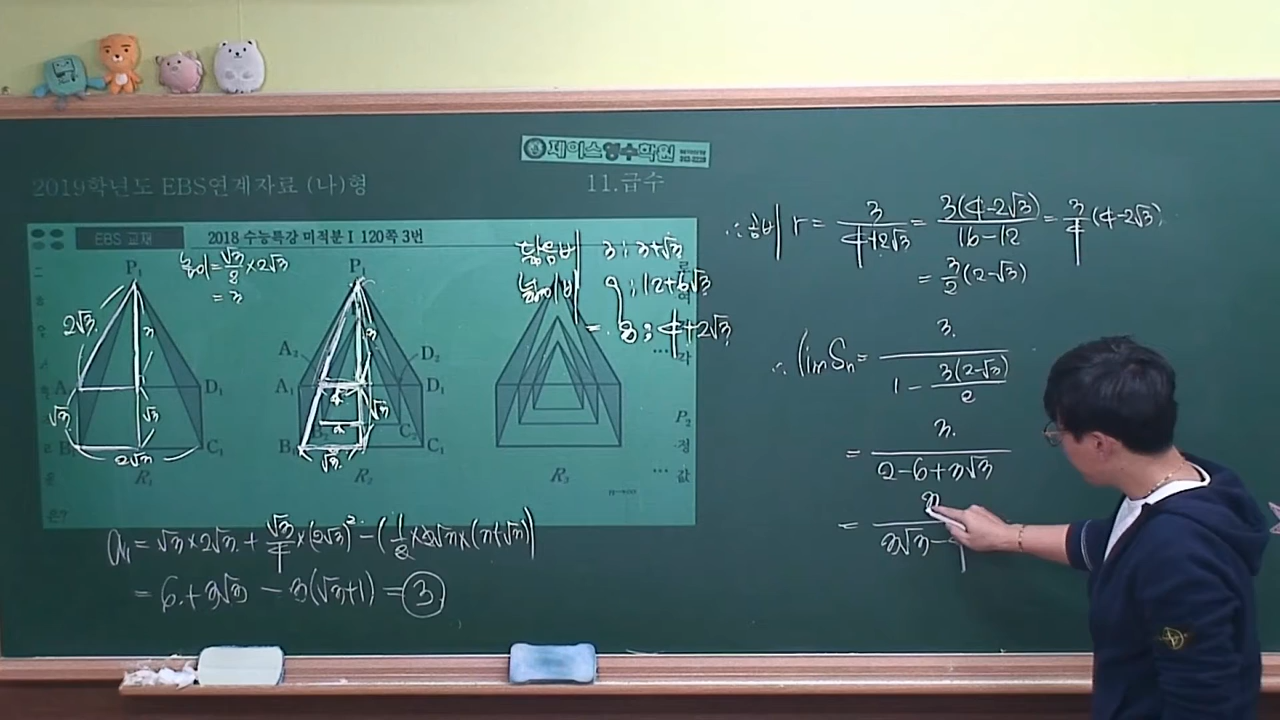 제이스영수학원
2019학년도 EBS연계자료 (나)형
11.급수
EBS 교재
2018 수능특강 미적분 I 120쪽 3번
높이 = √3/2 × 2√3
= 3
P₁
2√3
3
A
D₁
√3
√3
B
C₁
2√3
R₁
P₁
3
A₂
D₂
A₁
D₁
√3
B₂
C₂
B₁
C₁
√3
R₂
R₃
닮음비 3 : 3+√3
넓이비 9 : 12+6√3
= 3 : 4+2√3
P₂
정
값
a₁ = √3 × 2√3 + √3/4 × (2√3)² - (1/2 × 2√3 × (3+√3))
= 6 + 3√3 - 3(√3+1) = 3
∴ 공비 r = 3/(4+2√3) = 3(4-2√3)/(16-12) = 3/4(4-2√3)
= 3/2(2-√3)
∴ lim Sn = 3/(1 - 3(2-√3)/2)
= 3/(2-6+3√3)